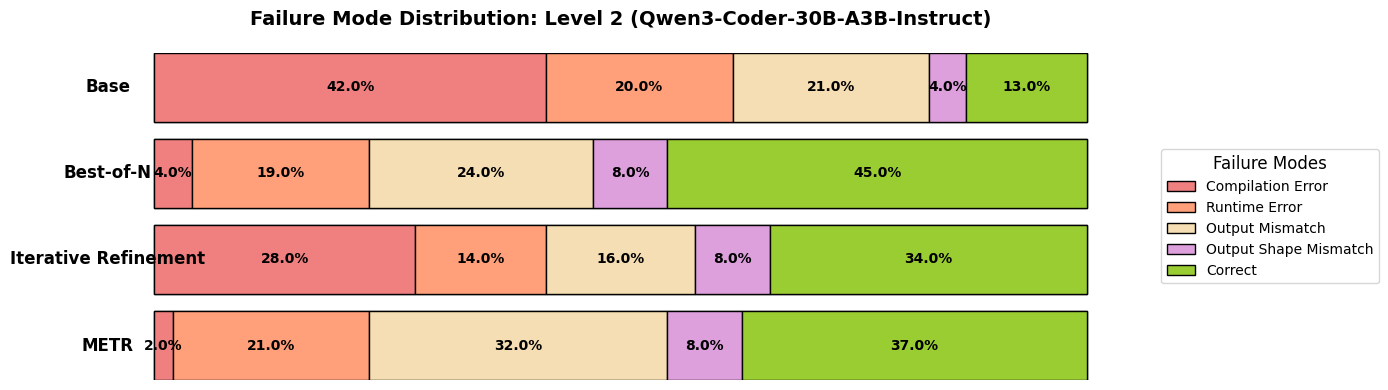 Failure Mode Distribution: Level 2 (Qwen3-Coder-30B-A3B-Instruct)
Base 42.0% 20.0% 21.0% 4.0% 13.0%
Best-of-N 4.0% 19.0% 24.0% 8.0% 45.0%
Iterative Refinement 28.0% 14.0% 16.0% 8.0% 34.0%
METR 2.0% 21.0% 32.0% 8.0% 37.0%
Failure Modes
Compilation Error
Runtime Error
Output Mismatch
Output Shape Mismatch
Correct